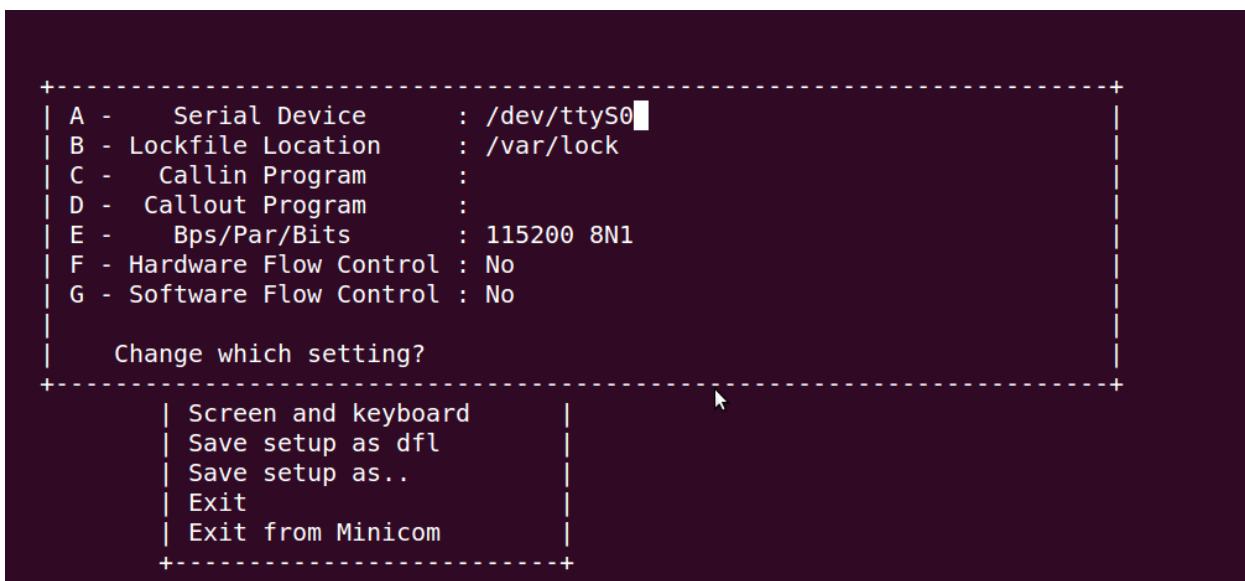 +-----------------------------------------------------------------------+
| A -    Serial Device      : /dev/ttyS0                                |
| B - Lockfile Location     : /var/lock                                 |
| C -   Callin Program      :                                           |
| D -  Callout Program      :                                           |
| E -    Bps/Par/Bits       : 115200 8N1                                |
| F - Hardware Flow Control : No                                        |
| G - Software Flow Control : No                                        |
|                                                                       |
|    Change which setting?                                              |
+-----------------------------------------------------------------------+
        | Screen and keyboard      |
        | Save setup as dfl        |
        | Save setup as..          |
        | Exit                     |
        | Exit from Minicom        |
        +--------------------------+